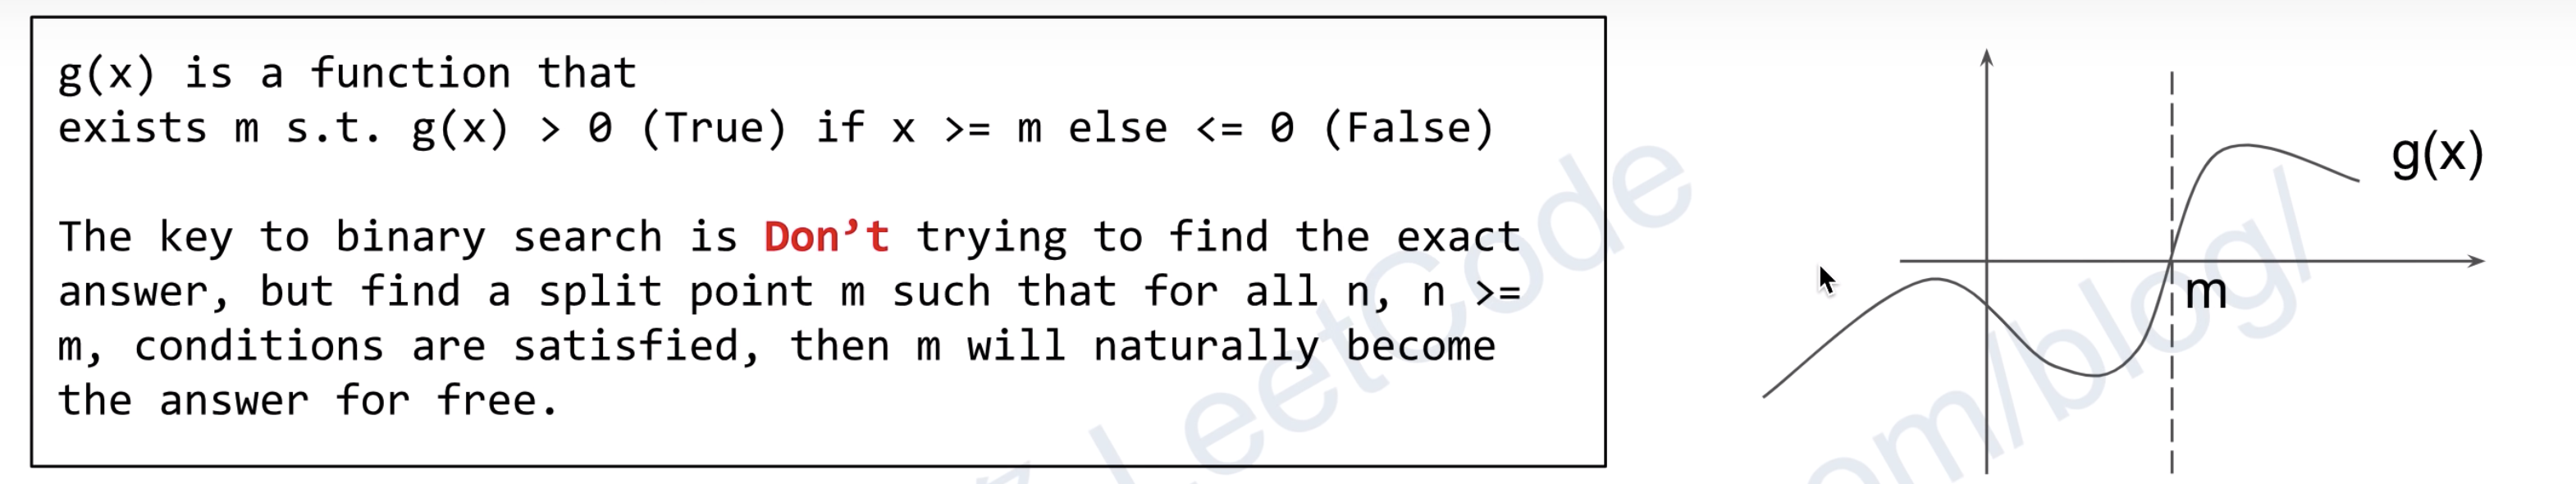 g(x) is a function that
exists m s.t. g(x) > 0 (True) if x >= m else <= 0 (False)
The key to binary search is Don’t trying to find the exact
answer, but find a split point m such that for all n, n >=
m, conditions are satisfied, then m will naturally become
the answer for free.
g(x)
m
LeetCode
om/blog/